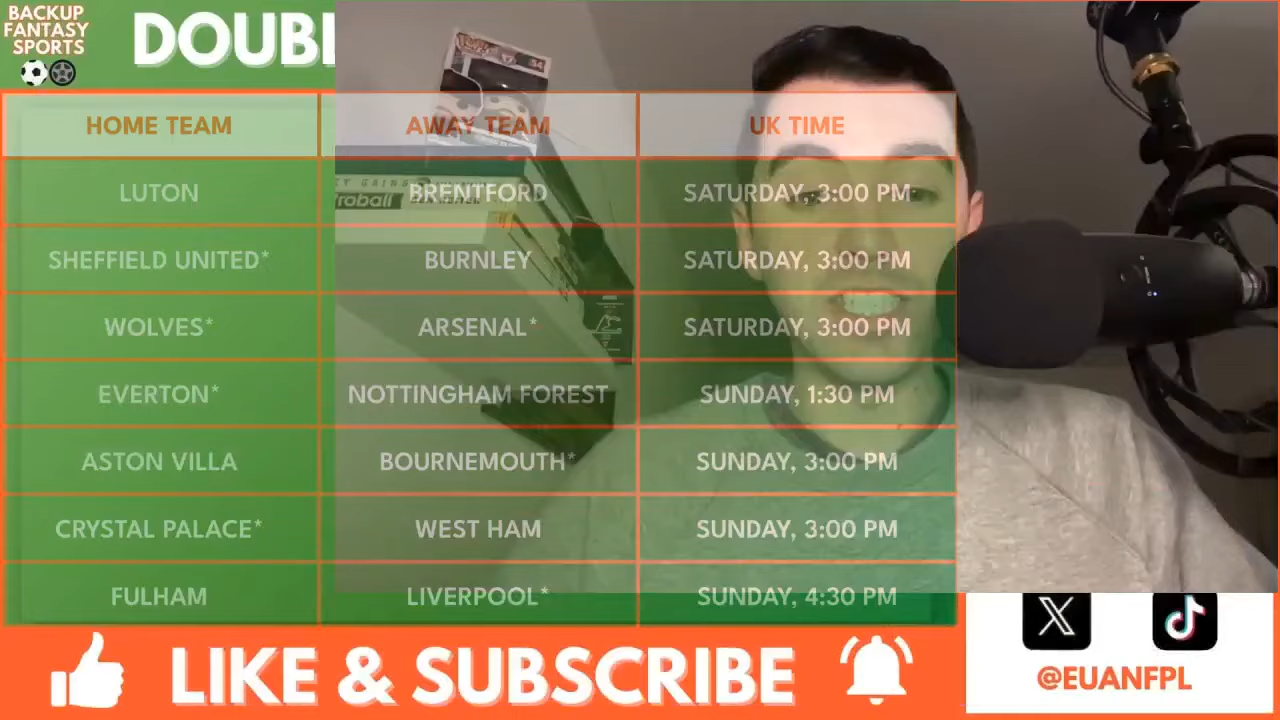 BACKUP
FANTASY
SPORTS
DOUBL
HOME TEAM AWAY TEAM UK TIME
LUTON BRENTFORD SATURDAY, 3:00 PM
SHEFFIELD UNITED* BURNLEY SATURDAY, 3:00 PM
WOLVES* ARSENAL* SATURDAY, 3:00 PM
EVERTON* NOTTINGHAM FOREST SUNDAY, 1:30 PM
ASTON VILLA BOURNEMOUTH* SUNDAY, 3:00 PM
CRYSTAL PALACE* WEST HAM SUNDAY, 3:00 PM
FULHAM LIVERPOOL* SUNDAY, 4:30 PM
LIKE & SUBSCRIBE
@EUANFPL